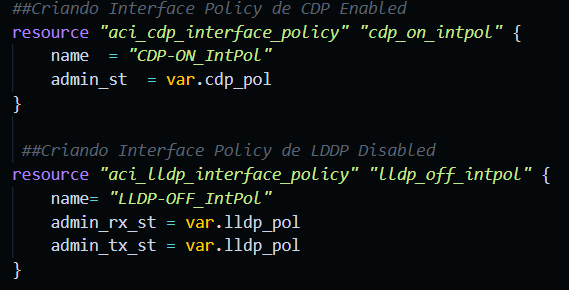 ##Criando Interface Policy de CDP Enabled
resource "aci_cdp_interface_policy" "cdp_on_intpol" {
    name  = "CDP-ON_IntPol"
    admin_st  = var.cdp_pol
}
 ##Criando Interface Policy de LDDP Disabled
resource "aci_lldp_interface_policy" "lldp_off_intpol" {
    name= "LLDP-OFF_IntPol"
    admin_rx_st = var.lldp_pol
    admin_tx_st = var.lldp_pol
}